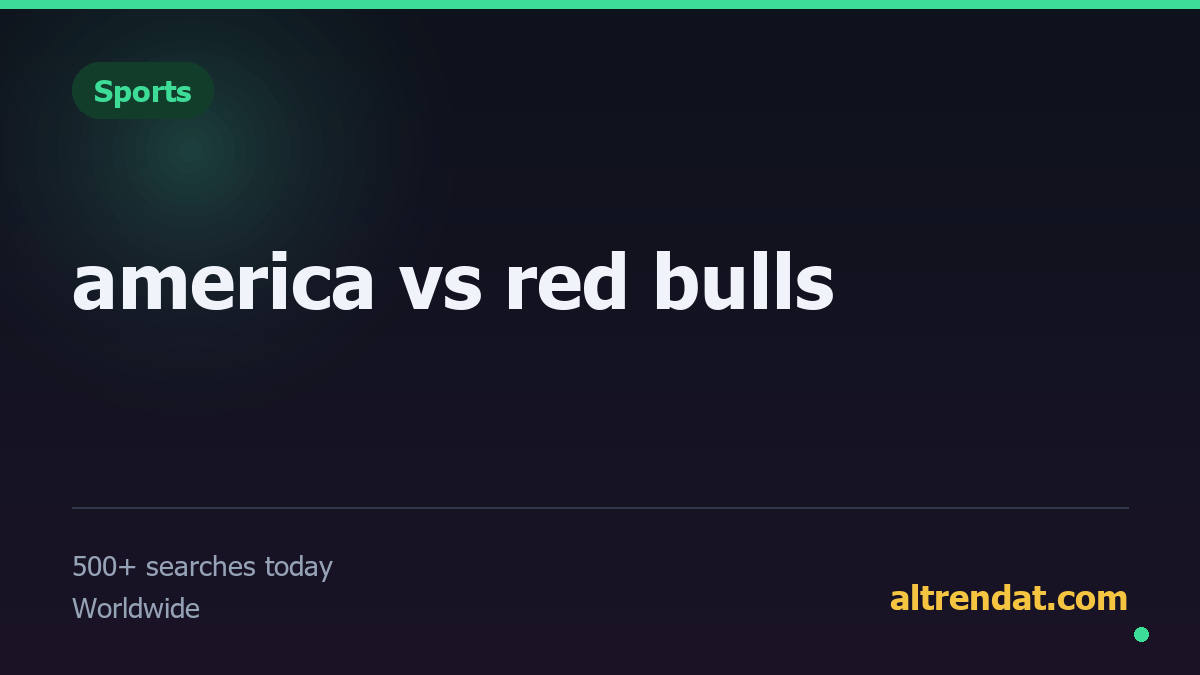 Sports
america vs red bulls
500+ searches today
Worldwide
altrendat.com